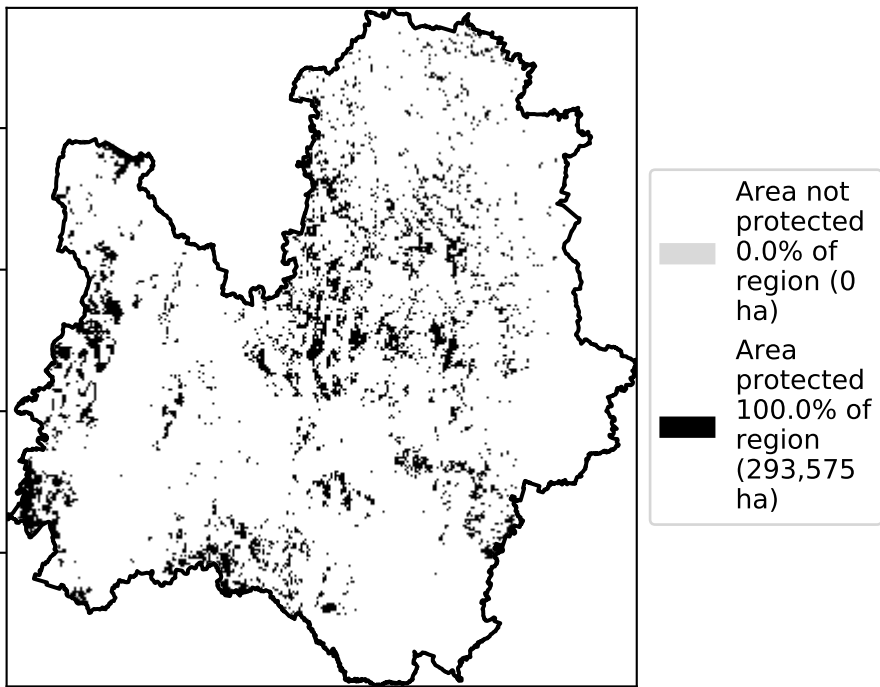 Area not
protected
0.0% of
region (0
ha)
Area
protected
100.0% of
region
(293,575
ha)